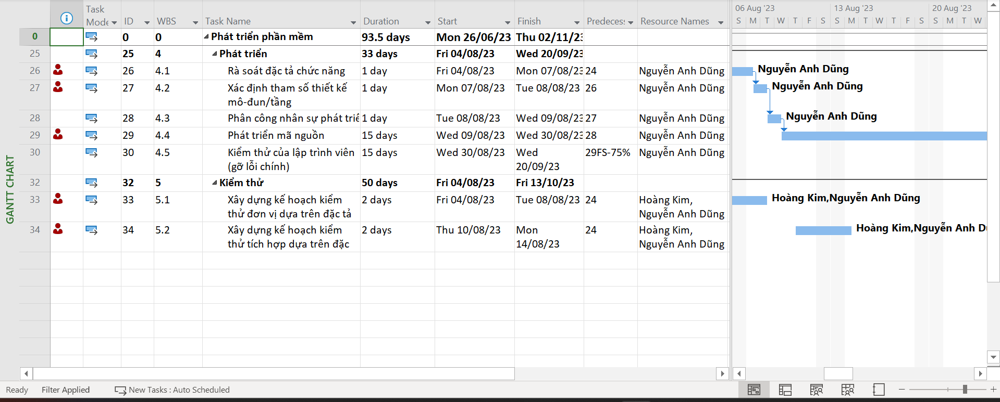 Task
Mode ID WBS Task Name Duration Start Finish Predeces Resource Names
0 0 0 Phát triển phần mềm 93.5 days Mon 26/06/23 Thu 02/11/23
25 25 4 Phát triển 33 days Fri 04/08/23 Wed 20/09/23
26 26 4.1 Rà soát đặc tả chức năng 1 day Fri 04/08/23 Mon 07/08/23 24 Nguyễn Anh Dũng
27 27 4.2 Xác định tham số thiết kế 1 day Mon 07/08/23 Tue 08/08/23 26 Nguyễn Anh Dũng
mô-đun/tầng
28 28 4.3 Phân công nhân sự phát triể 1 day Tue 08/08/23 Wed 09/08/23 27 Nguyễn Anh Dũng
29 29 4.4 Phát triển mã nguồn 15 days Wed 09/08/23 Wed 30/08/23 28 Nguyễn Anh Dũng
30 30 4.5 Kiểm thử của lập trình viên 15 days Wed 30/08/23 Wed 29FS-75% Nguyễn Anh Dũng
(gỡ lỗi chính) 20/09/23
32 32 5 Kiểm thử 50 days Fri 04/08/23 Fri 13/10/23
33 33 5.1 Xây dựng kế hoạch kiểm 2 days Fri 04/08/23 Tue 08/08/23 24 Hoàng Kim,
thử đơn vị dựa trên đặc tả Nguyễn Anh Dũng
34 34 5.2 Xây dựng kế hoạch kiểm 2 days Thu 10/08/23 Mon 24 Hoàng Kim,
thử tích hợp dựa trên đặc 14/08/23 Nguyễn Anh Dũng
GANTT CHART
06 Aug '23 13 Aug '23 20 Aug '23
S M T W T F S S M T W T F S S M T W
Nguyễn Anh Dũng
Nguyễn Anh Dũng
Nguyễn Anh Dũng
Hoàng Kim,Nguyễn Anh Dũng
Hoàng Kim,Nguyễn Anh Dũ
Ready Filter Applied New Tasks : Auto Scheduled